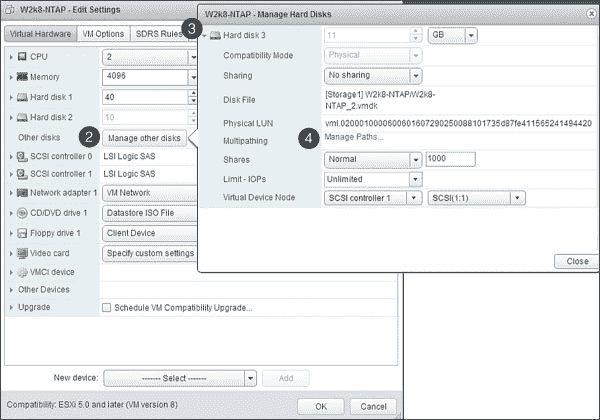 W2k8-NTAP - Edit Settings
Virtual Hardware VM Options SDRS Rules
CPU 2
Memory 4096
Hard disk 1 40
Hard disk 2 10
Other disks 2 Manage other disks
SCSI controller 0 LSI Logic SAS
SCSI controller 1 LSI Logic SAS
Network adapter 1 VM Network
CD/DVD drive 1 Datastore ISO File
Floppy drive 1 Client Device
Video card Specify custom settings
VMCI device
Other Devices
Upgrade Schedule VM Compatibility Upgrade...
New device: ------- Select ------- Add
Compatibility: ESXi 5.0 and later (VM version 8) OK Cancel
W2k8-NTAP - Manage Hard Disks
3 Hard disk 3 11 GB
Compatibility Mode Physical
Sharing No sharing
Disk File [Storage1] W2k8-NTAP/W2k8-
NTAP_2.vmdk
Physical LUN
Multipathing 4 Manage Paths...
Shares Normal 1000
Limit - IOPs Unlimited
Virtual Device Node SCSI controller 1 SCSI(1:1)
Close